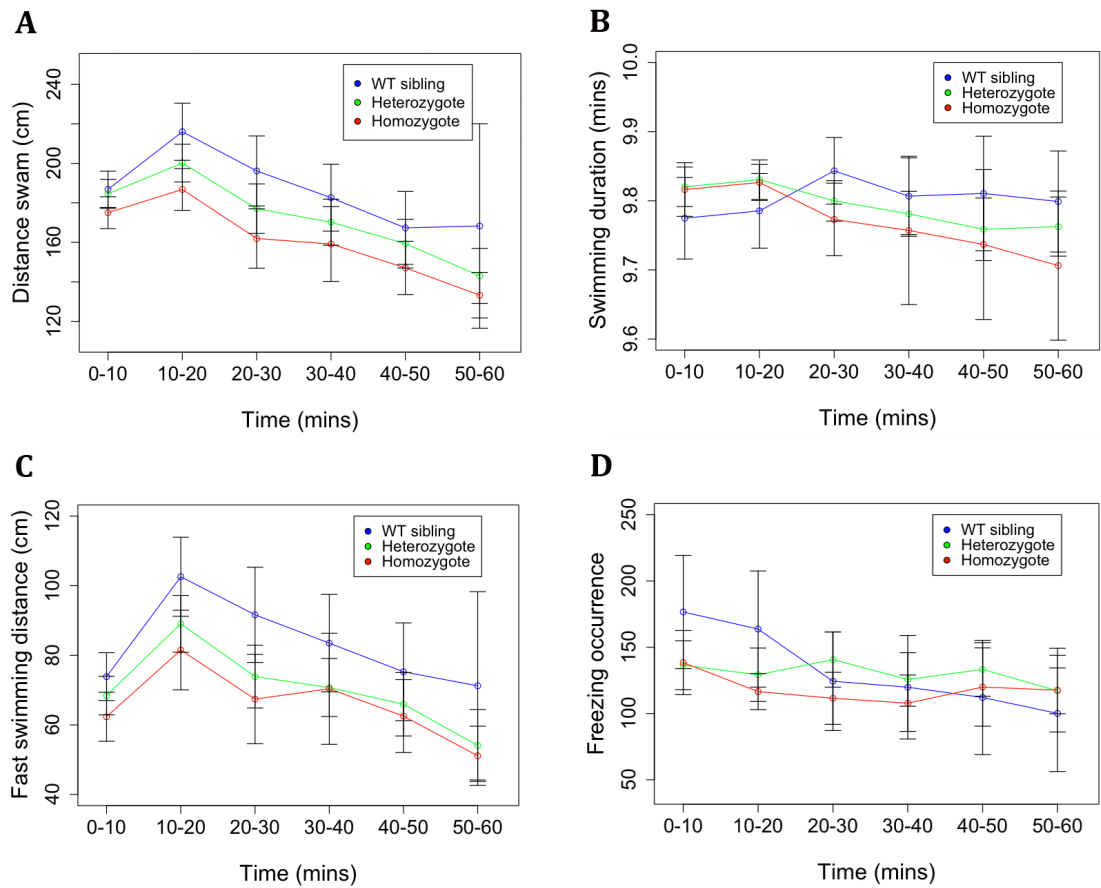 A
Distance swam (cm)
240
200
160
120
WT sibling
Heterozygote
Homozygote
0-10 10-20 20-30 30-40 40-50 50-60
Time (mins)
B
Swimming duration (mins)
10.0
9.9
9.8
9.7
9.6
WT sibling
Heterozygote
Homozygote
0-10 10-20 20-30 30-40 40-50 50-60
Time (mins)
C
Fast swimming distance (cm)
120
100
80
60
40
WT sibling
Heterozygote
Homozygote
0-10 10-20 20-30 30-40 40-50 50-60
Time (mins)
D
Freezing occurrence
250
200
150
100
50
WT sibling
Heterozygote
Homozygote
0-10 10-20 20-30 30-40 40-50 50-60
Time (mins)